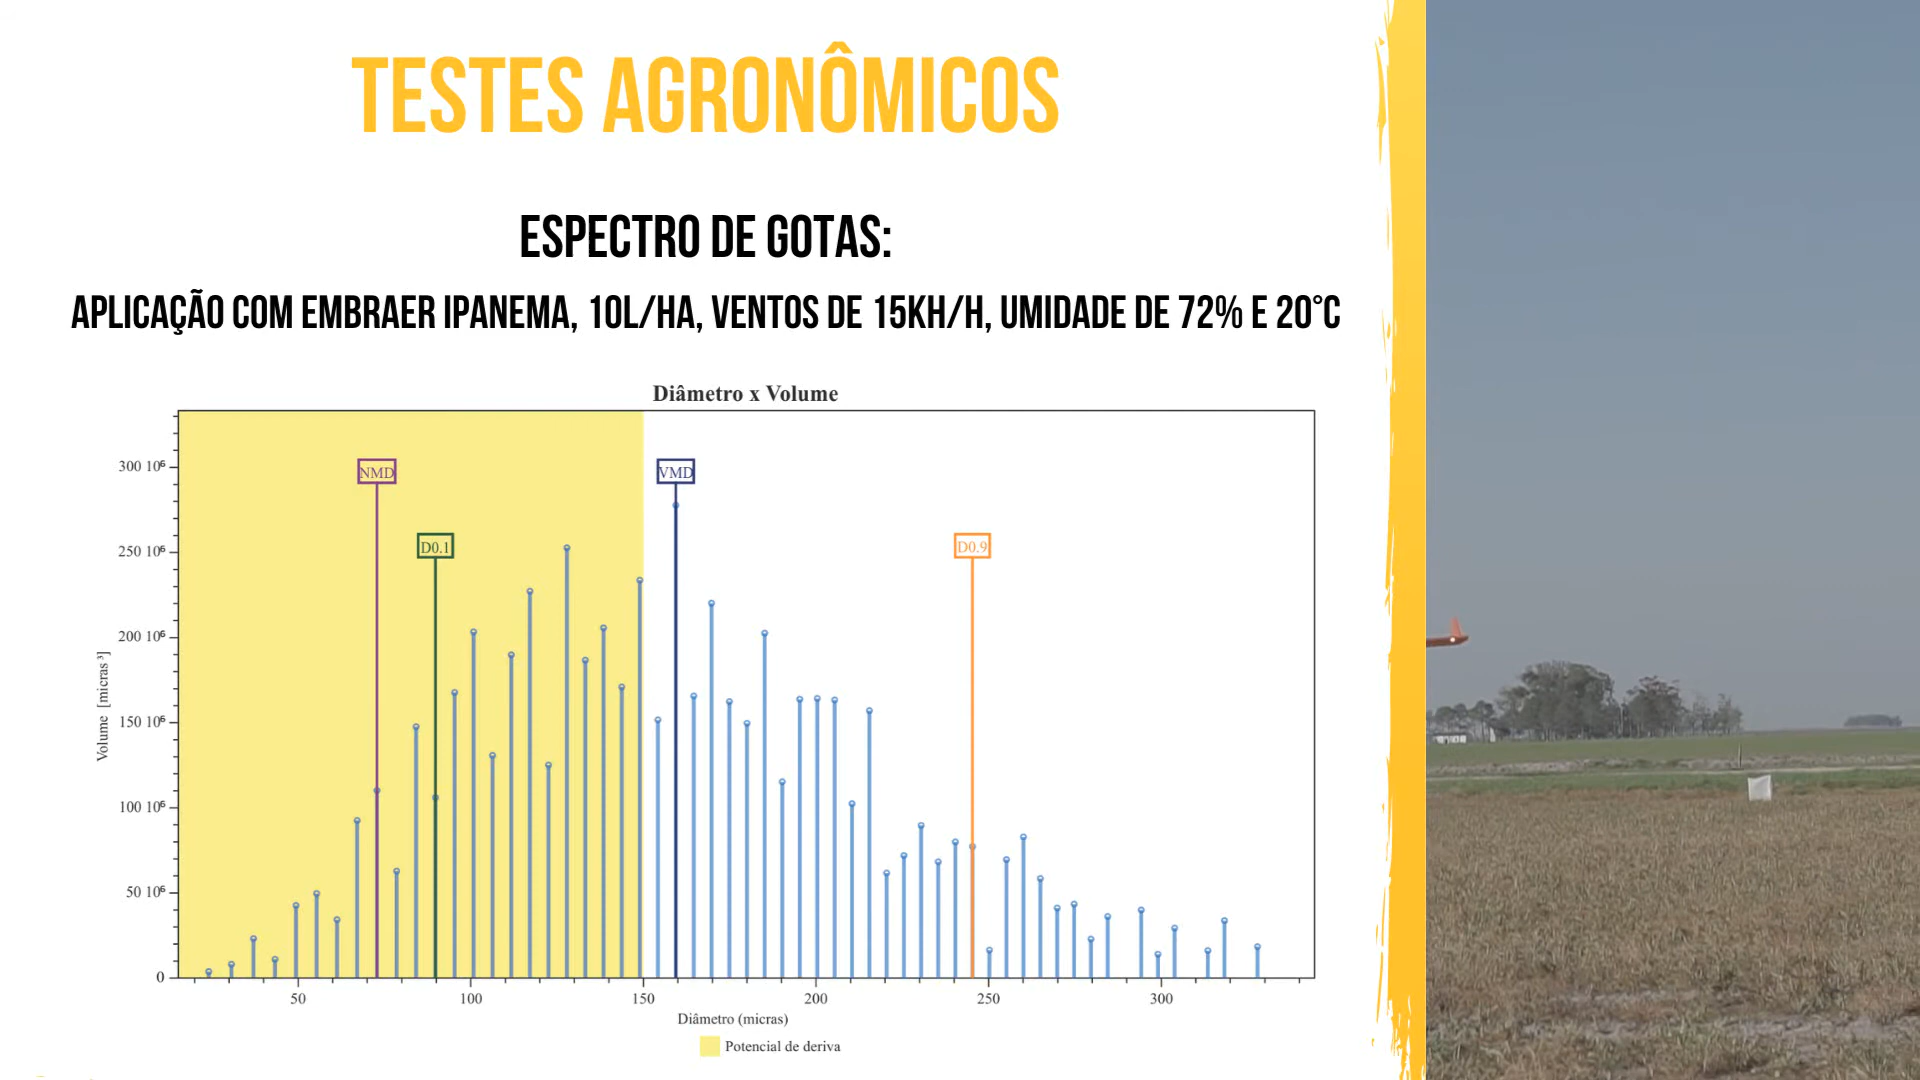 TESTES AGRONÔMICOS
ESPECTRO DE GOTAS:
APLICAÇÃO COM EMBRAER IPANEMA, 10L/HA, VENTOS DE 15KH/H, UMIDADE DE 72% E 20°C
Diâmetro x Volume
300 10⁶
NMD
VMD
250 10⁶
D0.1
D0.9
200 10⁶
150 10⁶
100 10⁶
50 10⁶
0
Volume [micras ³]
50 100 150 200 250 300
Diâmetro (micras)
Potencial de deriva